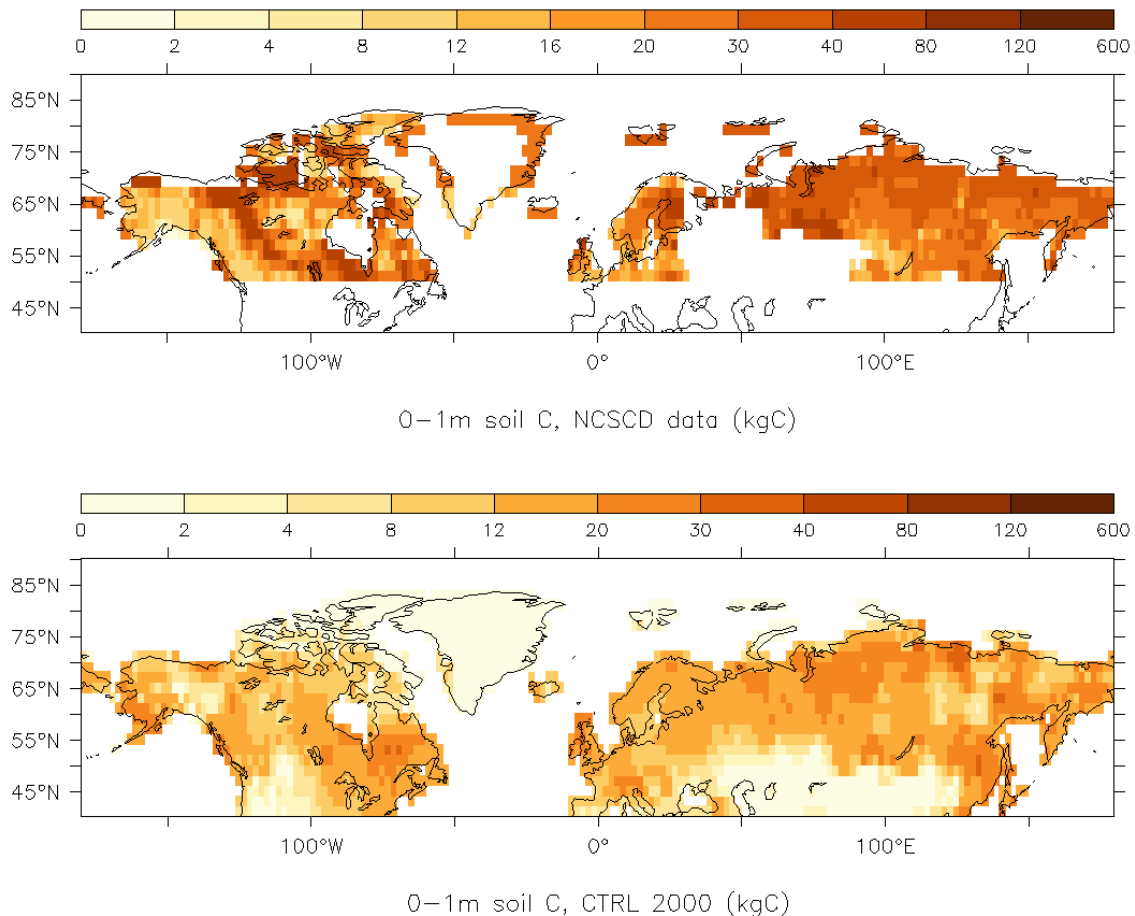 0 2 4 8 12 16 20 30 40 80 120 600
85°N
75°N
65°N
55°N
45°N
100°W 0° 100°E
0-1m soil C, NCSCD data (kgC)
0 2 4 8 12 20 30 40 80 120 600
85°N
75°N
65°N
55°N
45°N
100°W 0° 100°E
0-1m soil C, CTRL 2000 (kgC)